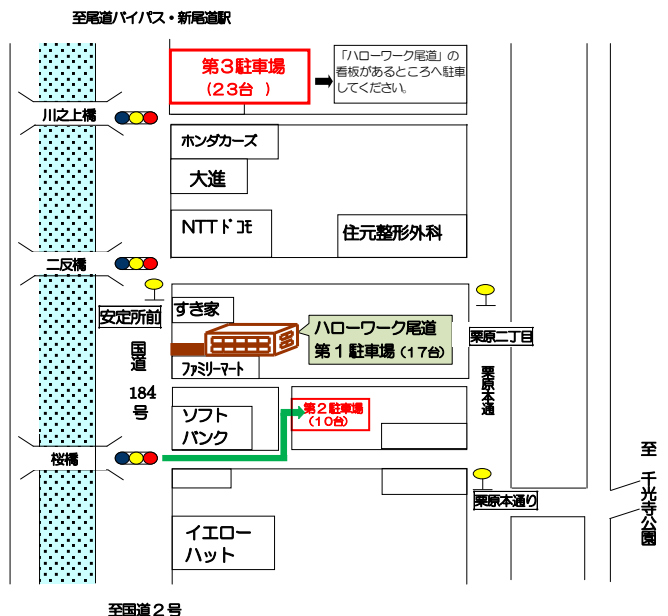 至尾道バイパス・新尾道駅
第3駐車場
(23台 )
「ハローワーク尾道」の
看板があるところへ駐車
してください。
川之上橋
ホンダカーズ
大進
NTTドコモ
住元整形外科
二反橋
安定所前
すき家
ハローワーク尾道
第1駐車場(17台)
栗原二丁目
国道
184
号
ファミリーマート
栗原本通
ソフト
バンク
第2駐車場
(10台)
桜橋
至 千光寺公園
栗原本通り
イエロー
ハット
至国道2号